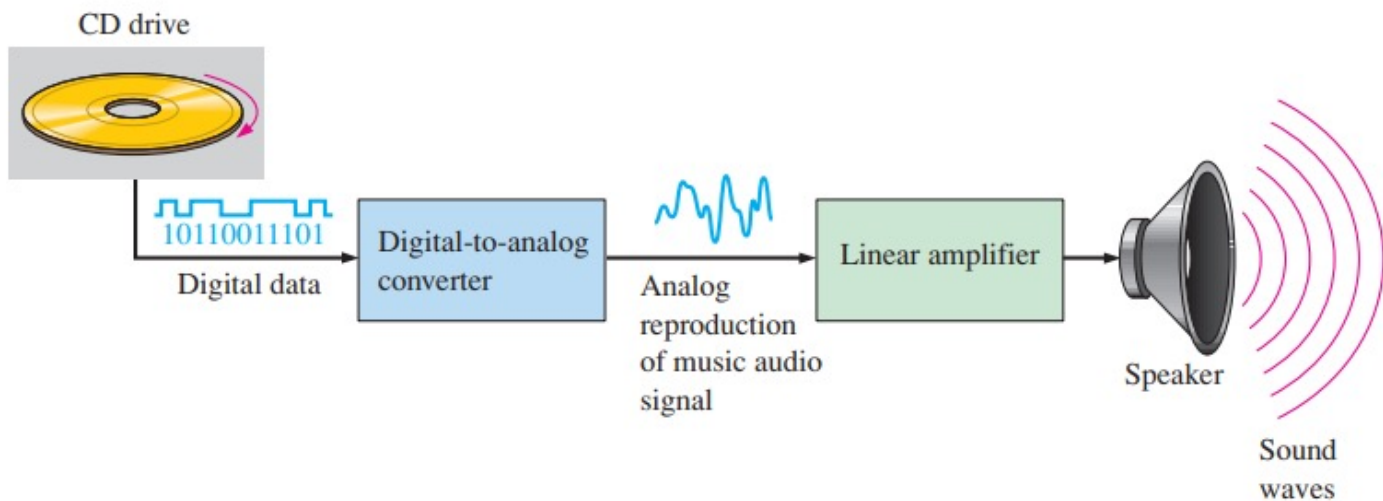 CD drive
10110011101
Digital data
Digital-to-analog
converter
Analog
reproduction
of music audio
signal
Linear amplifier
Speaker
Sound
waves